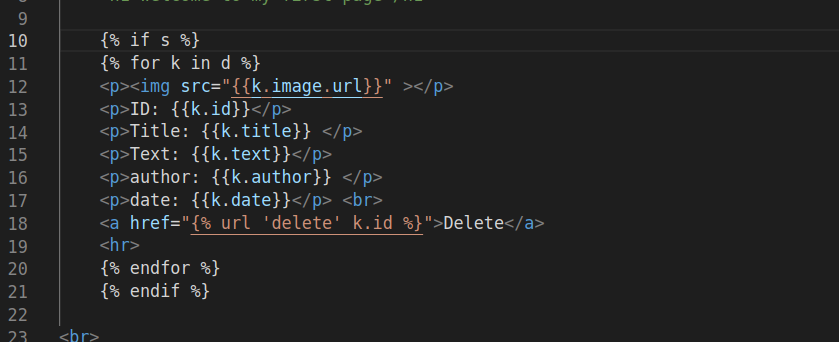 9
10 {% if s %}
11 {% for k in d %}
12 <p><img src="{{k.image.url}}" ></p>
13 <p>ID: {{k.id}}</p>
14 <p>Title: {{k.title}} </p>
15 <p>Text: {{k.text}}</p>
16 <p>author: {{k.author}} </p>
17 <p>date: {{k.date}}</p> <br>
18 <a href="{% url 'delete' k.id %}">Delete</a>
19 <hr>
20 {% endfor %}
21 {% endif %}
22
23 <br>